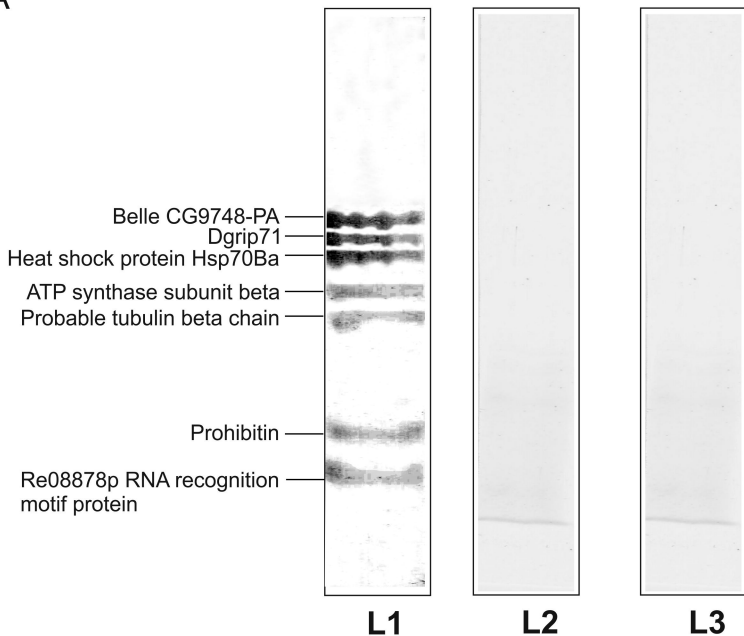 A
Belle CG9748-PA
Dgrip71
Heat shock protein Hsp70Ba
ATP synthase subunit beta
Probable tubulin beta chain
Prohibitin
Re08878p RNA recognition
motif protein
L1
L2
L3